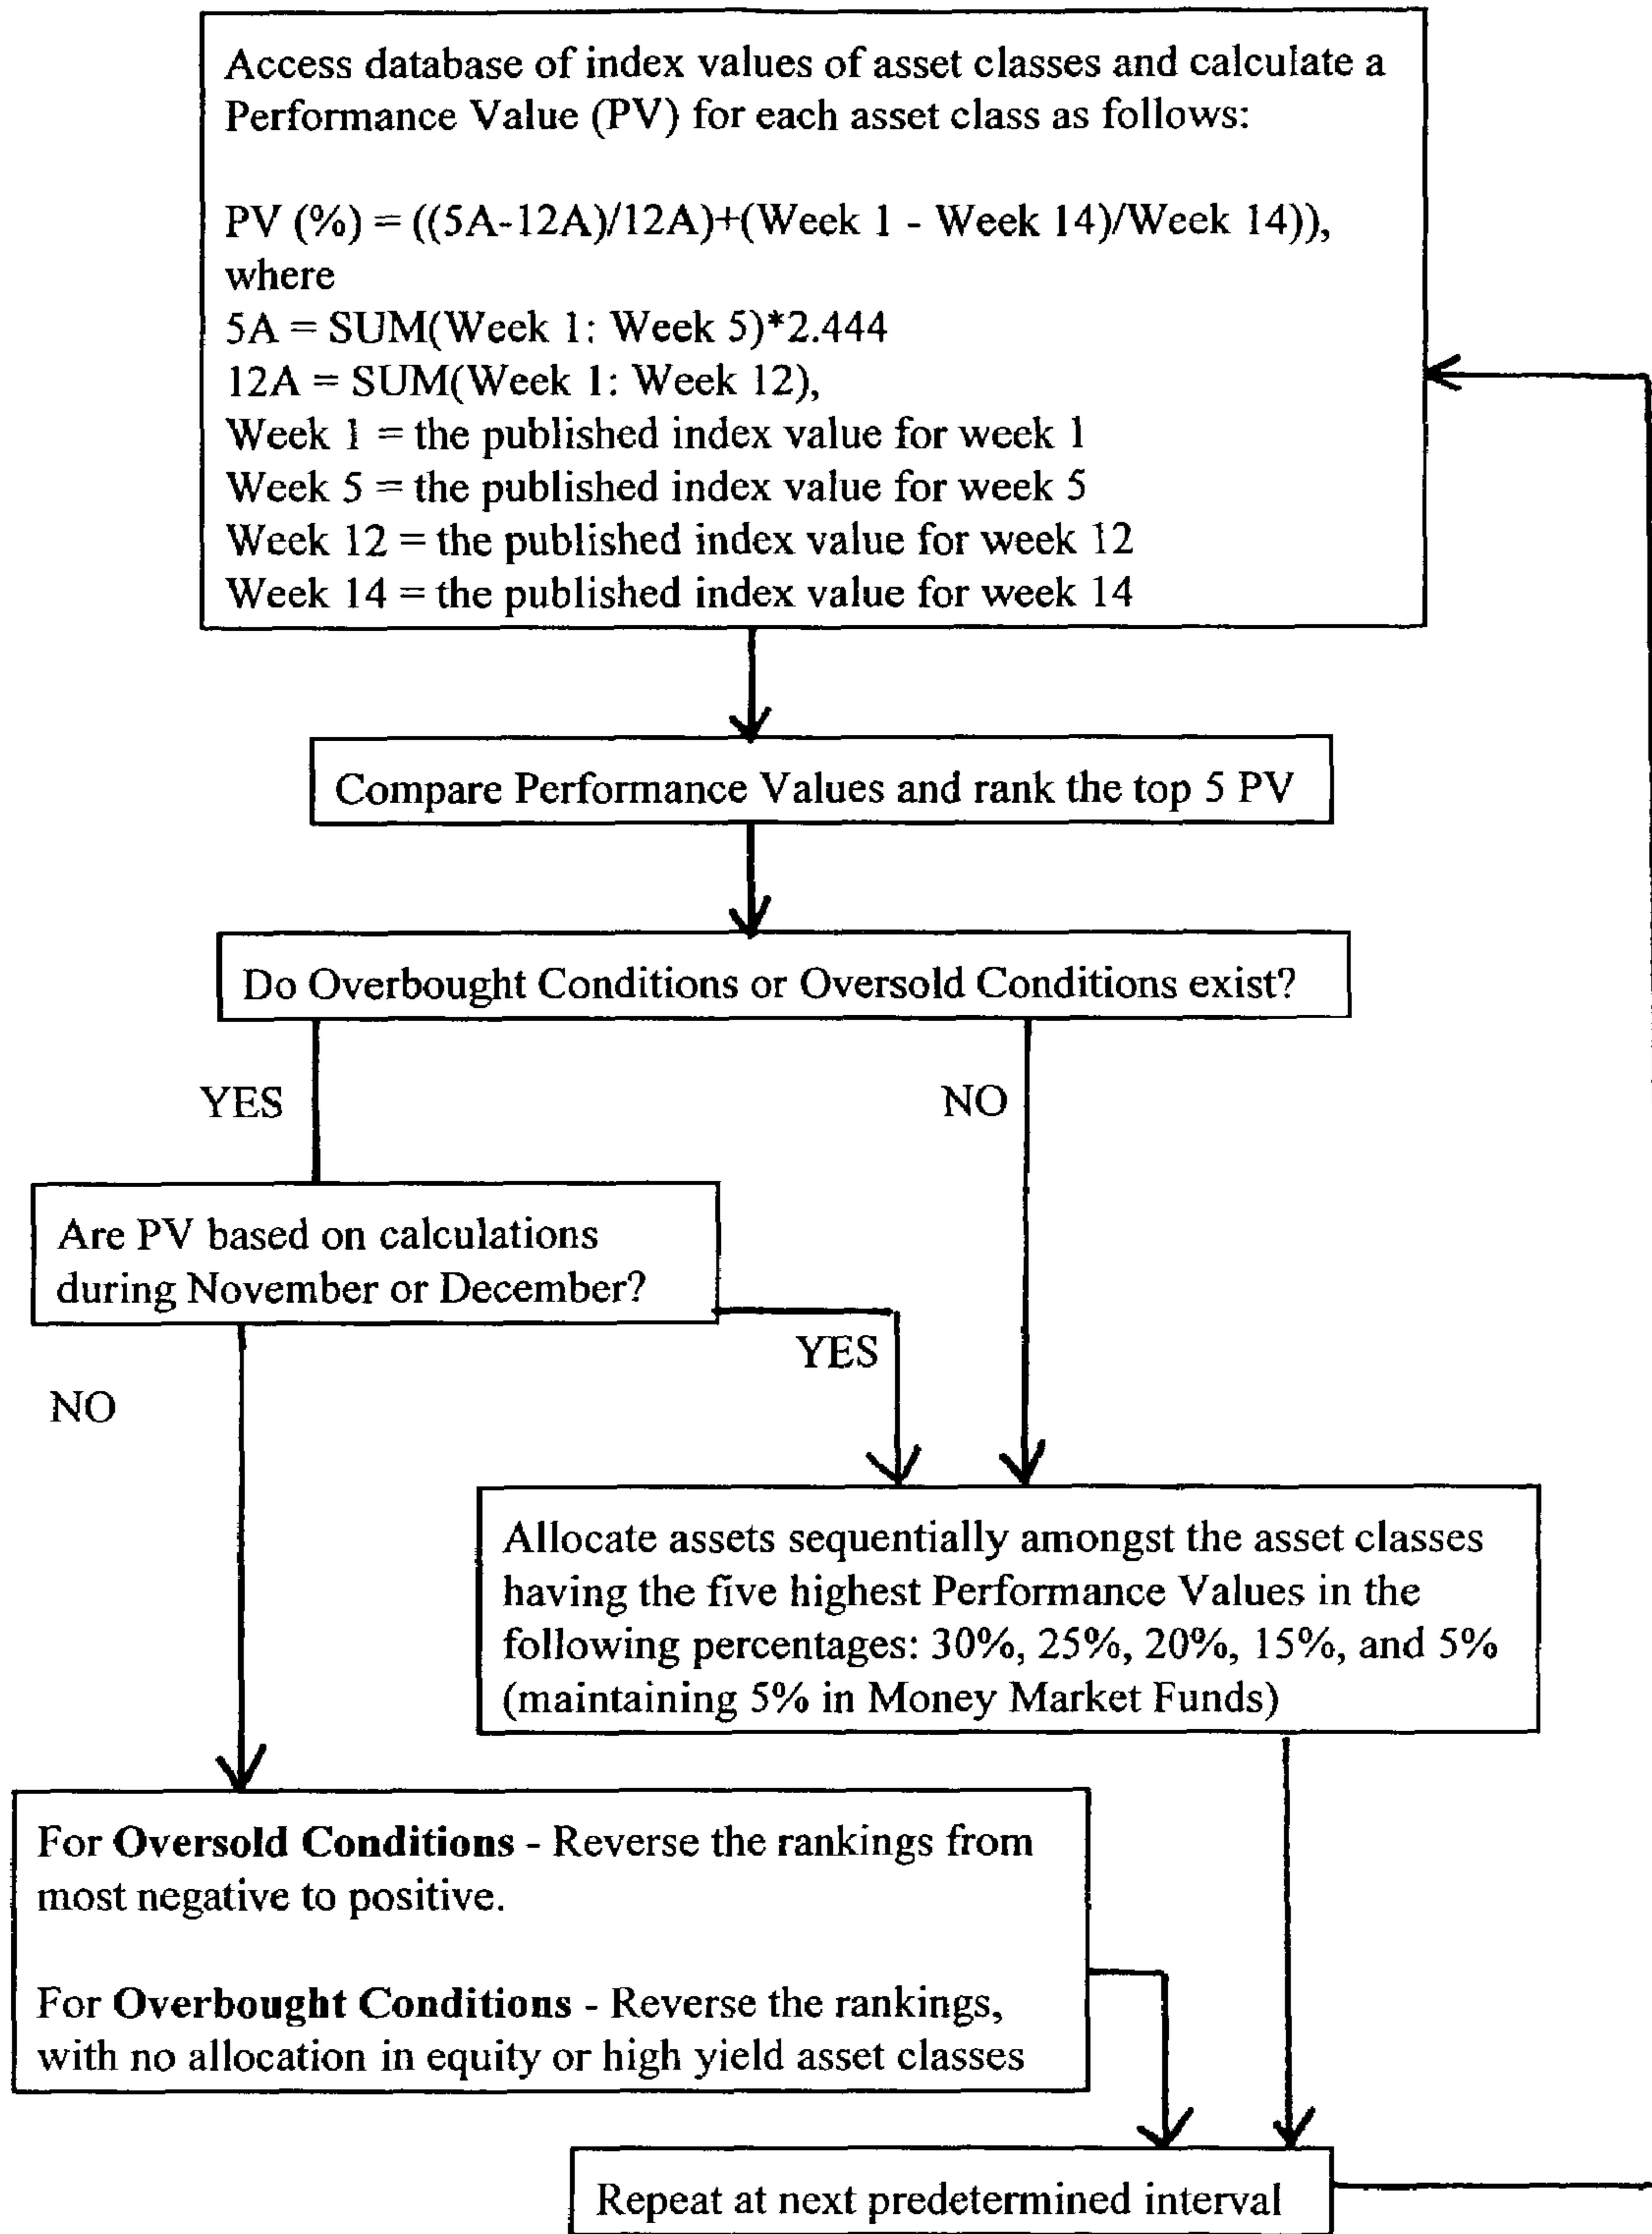 Access database of index values of asset classes and calculate a
Performance Value (PV) for each asset class as follows:
PV (%) = ((5A-12A)/12A)+(Week 1 - Week 14)/Week 14)),
where
5A = SUM(Week 1: Week 5)*2.444
12A = SUM(Week 1: Week 12),
Week 1 = the published index value for week 1
Week 5 = the published index value for week 5
Week 12 = the published index value for week 12
Week 14 = the published index value for week 14
Compare Performance Values and rank the top 5 PV
Do Overbought Conditions or Oversold Conditions exist?
YES
NO
Are PV based on calculations
during November or December?
YES
NO
Allocate assets sequentially amongst the asset classes
having the five highest Performance Values in the
following percentages: 30%, 25%, 20%, 15%, and 5%
(maintaining 5% in Money Market Funds)
For Oversold Conditions - Reverse the rankings from
most negative to positive.
For Overbought Conditions - Reverse the rankings,
with no allocation in equity or high yield asset classes
Repeat at next predetermined interval